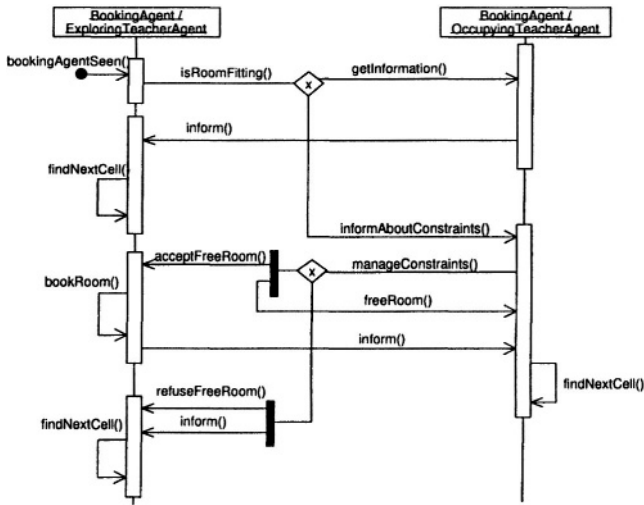 BookingAgent /
ExploringTeacherAgent
BookingAgent /
OccupyingTeacherAgent
bookingAgentSeen()
isRoomFitting()
x
getInformation()
inform()
findNextCell()
informAboutConstraints()
acceptFreeRoom()
x
manageConstraints()
bookRoom()
freeRoom()
inform()
refuseFreeRoom()
findNextCell()
findNextCell()
inform()